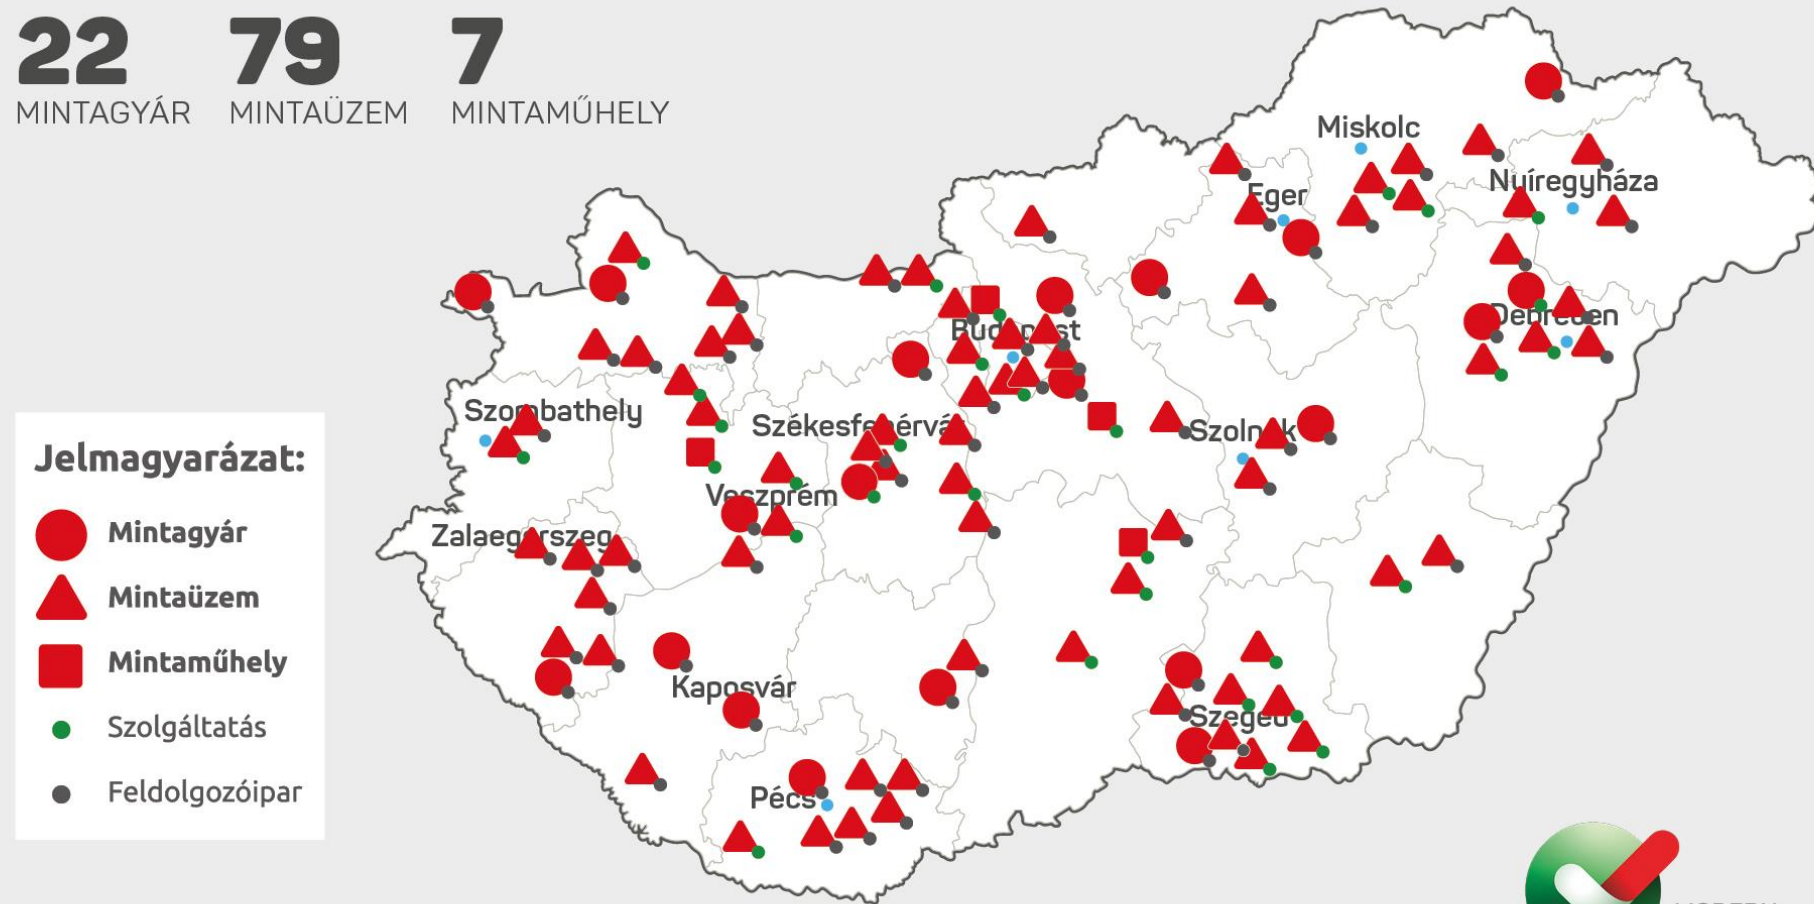 22 79 7
MINTAGYÁR MINTAÜZEM MINTAMŰHELY
Miskolc
Eger
Nyíregyháza
Budapest
Debrecen
Szombathely
Székesfehérvár
Szolnok
Veszprém
Zalaegerszeg
Kaposvár
Szeged
Pécs
Jelmagyarázat:
Mintagyár
Mintaüzem
Mintaműhely
Szolgáltatás
Feldolgozóipar